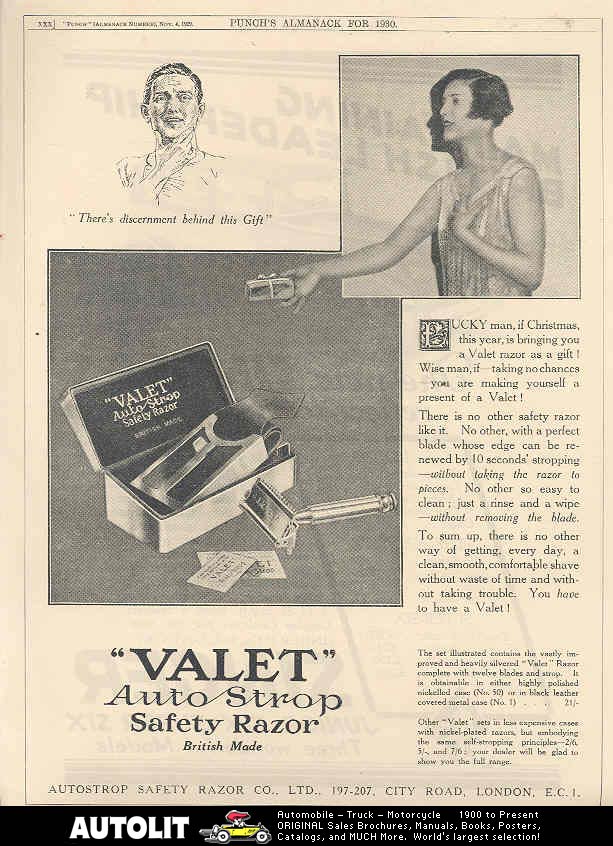 xxx] "PUNCH" (ALMANACK NUMBER), NOV. 4, 1929.
PUNCH'S ALMANACK FOR 1930.
"There's discernment behind this Gift"
LUCKY man, if Christmas,
this year, is bringing you
a Valet razor as a gift!
Wise man, if—taking no chances
—you are making yourself a
present of a Valet!
There is no other safety razor
like it. No other, with a perfect
blade whose edge can be re-
newed by 10 seconds' stropping
—without taking the razor to
pieces. No other so easy to
clean; just a rinse and a wipe
—without removing the blade.
To sum up, there is no other
way of getting, every day, a
clean, smooth, comfortable shave
without waste of time and with-
out taking trouble. You have
to have a Valet!
"VALET"
Auto-Strop
Safety Razor
BRITISH MADE
VALET
"VALET"
Auto Strop
Safety Razor
British Made
The set illustrated contains the vastly im-
proved and heavily silvered "Valet" Razor
complete with twelve blades and strop. It
is obtainable in either highly polished
nickelled case (No. 50) or in black leather
covered metal case (No. 1) . . . 21/-
Other "Valet" sets in less expensive cases
with nickel-plated razors, but embodying
the same self-stropping principles—2/6,
5/-, and 7/6; your dealer will be glad to
show you the full range.
AUTOSTROP SAFETY RAZOR CO., LTD., 197-207, CITY ROAD, LONDON, E.C.1.
AUTOLIT
Automobile - Truck - Motorcycle 1900 to Present
ORIGINAL Sales Brochures, Manuals, Books, Posters,
Catalogs, and MUCH More. World's largest selection!